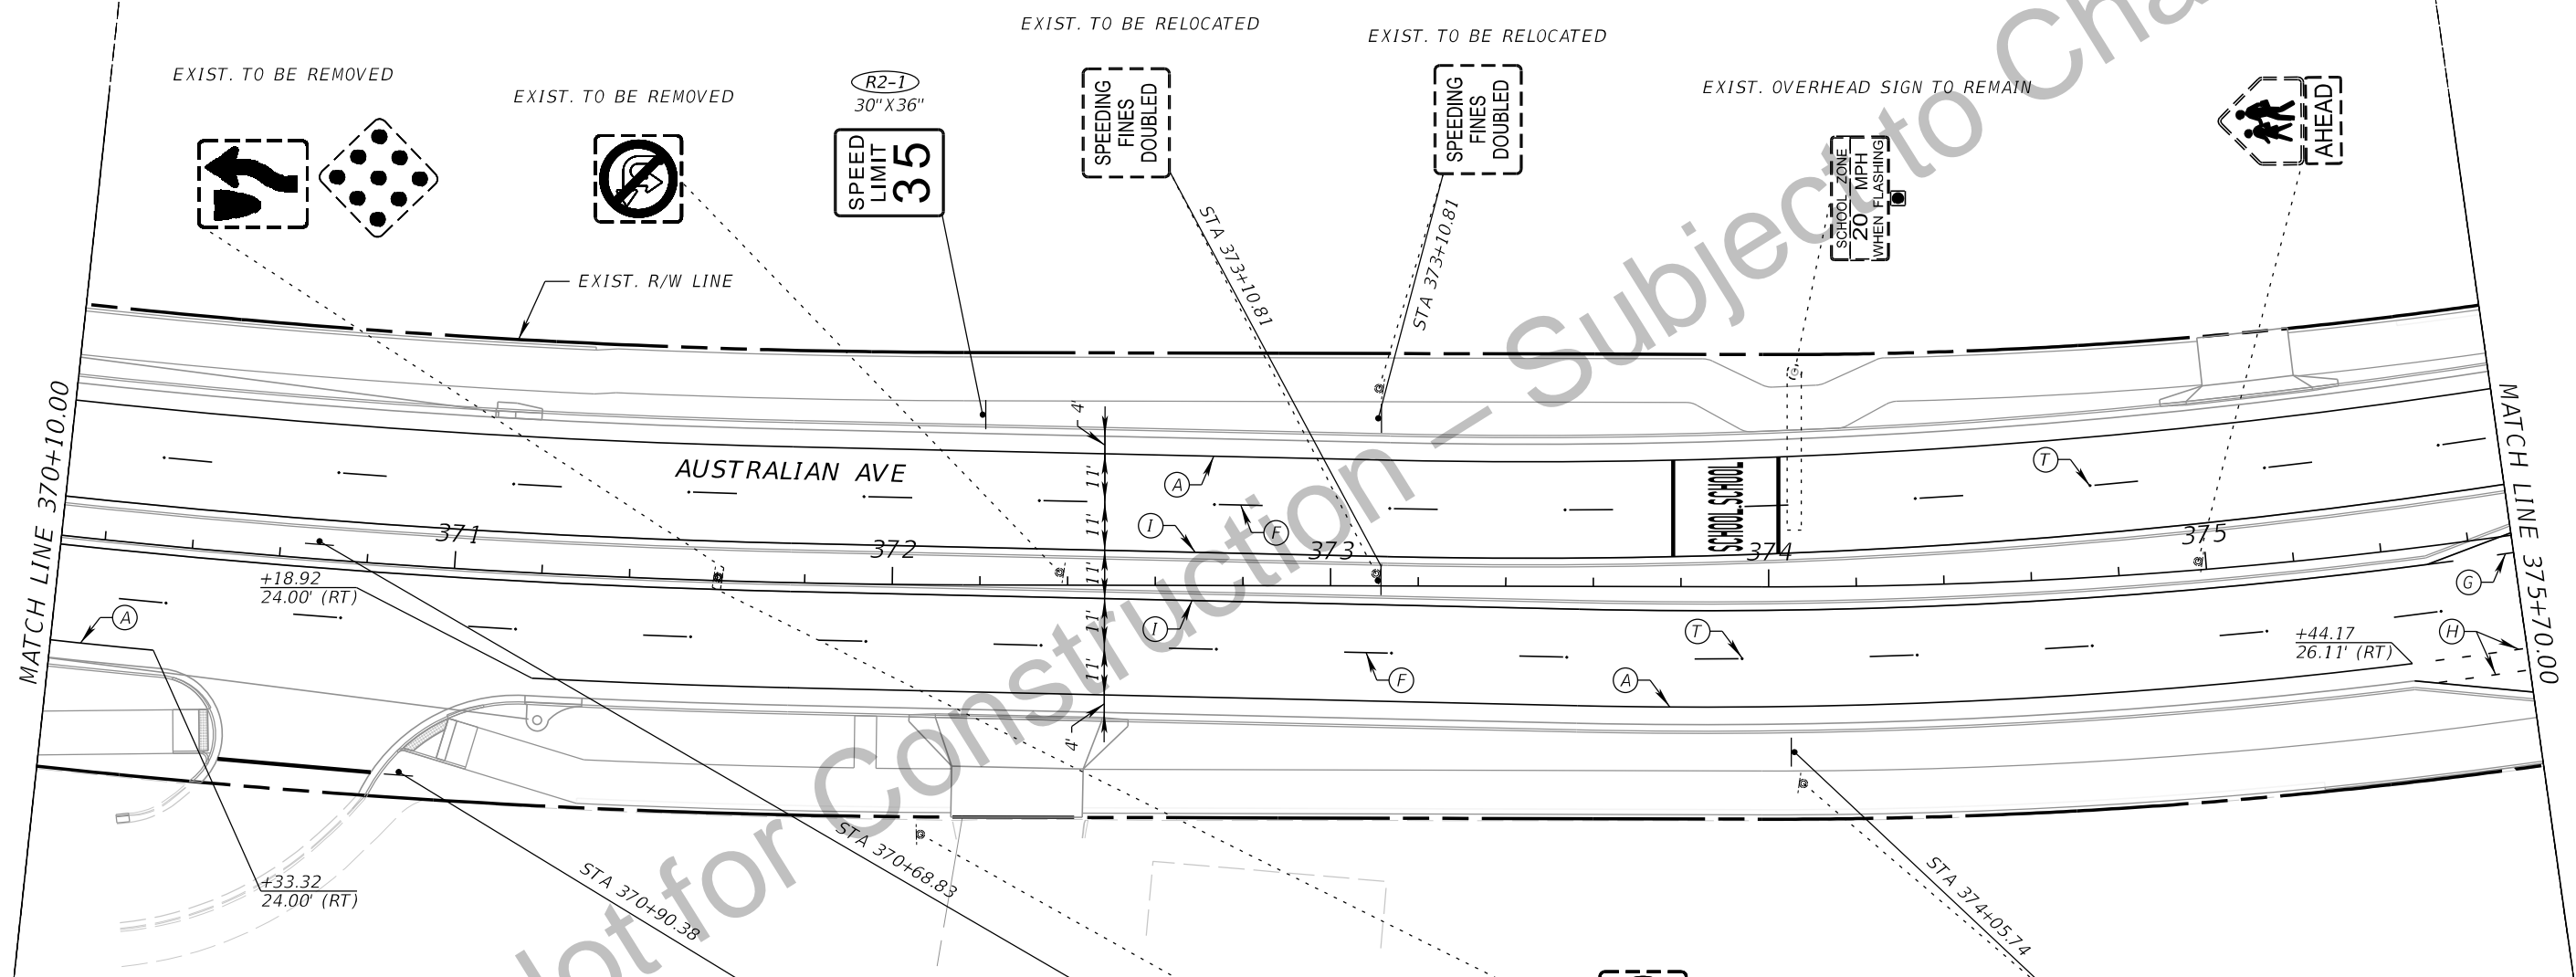 EXIST. TO BE REMOVED
EXIST. TO BE REMOVED
R2-1
30"X36"
SPEED
LIMIT
35
EXIST. TO BE RELOCATED
SPEEDING
FINES
DOUBLED
EXIST. TO BE RELOCATED
SPEEDING
FINES
DOUBLED
EXIST. OVERHEAD SIGN TO REMAIN
SCHOOL ZONE
20 MPH
WHEN FLASHING
AHEAD
EXIST. R/W LINE
STA 373+10.81
STA 373+10.81
MATCH LINE 370+10.00
MATCH LINE 375+70.00
AUSTRALIAN AVE
4'
11'
11'
11'
11'
11'
4'
A
I
F
T
SCHOOL
SCHOOL
371
372
373
374
375
+18.92
24.00' (RT)
A
I
F
T
A
G
H
+44.17
26.11' (RT)
+33.32
24.00' (RT)
STA 370+90.38
STA 370+68.83
STA 374+05.74
Not for Construction – Subject to Cha